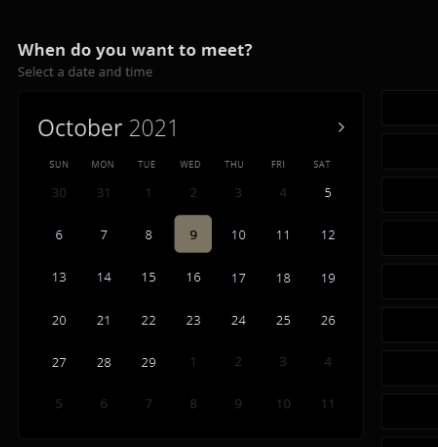 When do you want to meet?
Select a date and time
October 2021 >
SUN MON TUE WED THU FRI SAT
30 31 1 2 3 4 5
6 7 8 9 10 11 12
13 14 15 16 17 18 19
20 21 22 23 24 25 26
27 28 29 1 2 3 4
5 6 7 8 9 10 11